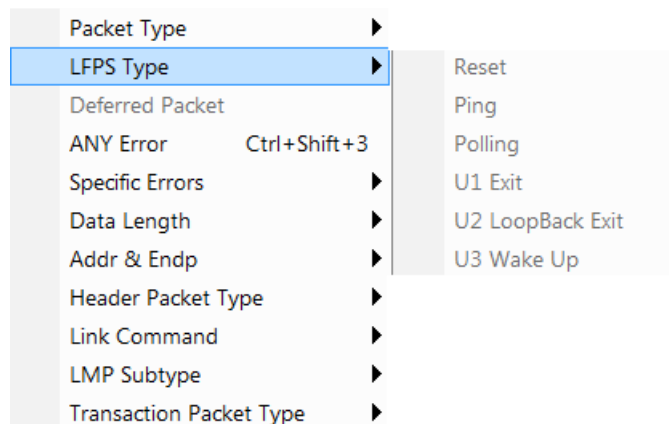 Packet Type
LFPS Type
Deferred Packet
ANY Error Ctrl+Shift+3
Specific Errors
Data Length
Addr & Endp
Header Packet Type
Link Command
LMP Subtype
Transaction Packet Type
Reset
Ping
Polling
U1 Exit
U2 LoopBack Exit
U3 Wake Up